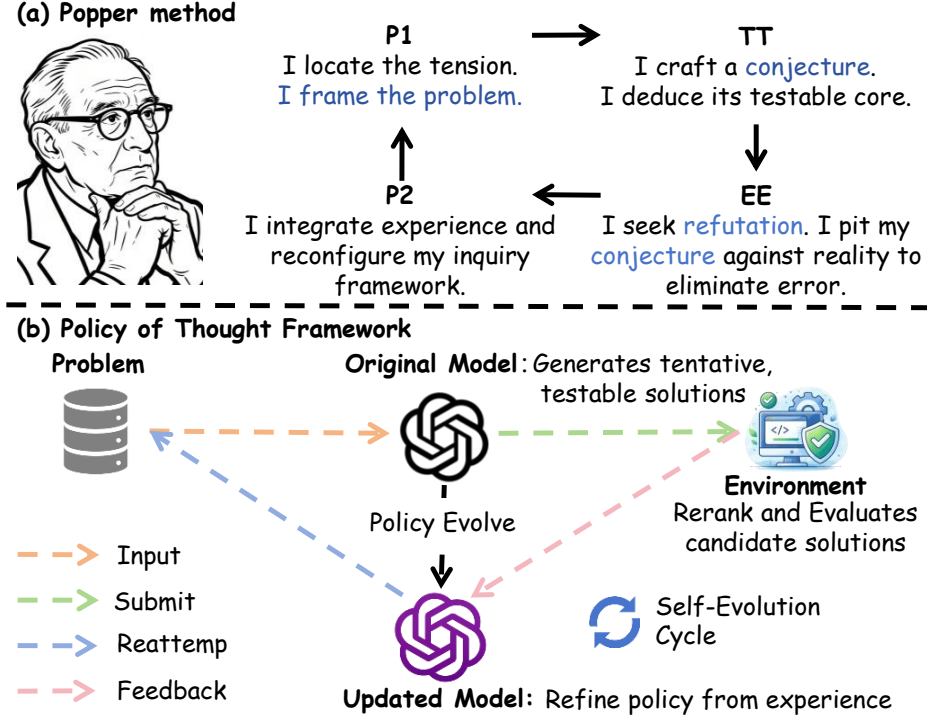 (a) Popper method
P1
I locate the tension.
I frame the problem.
TT
I craft a conjecture.
I deduce its testable core.
P2
I integrate experience and
reconfigure my inquiry
framework.
EE
I seek refutation. I pit my
conjecture against reality to
eliminate error.
(b) Policy of Thought Framework
Problem
Original Model: Generates tentative,
testable solutions
</>
Environment
Rerank and Evaluates
candidate solutions
Policy Evolve
Input
Submit
Reattemp
Feedback
Self-Evolution
Cycle
Updated Model: Refine policy from experience